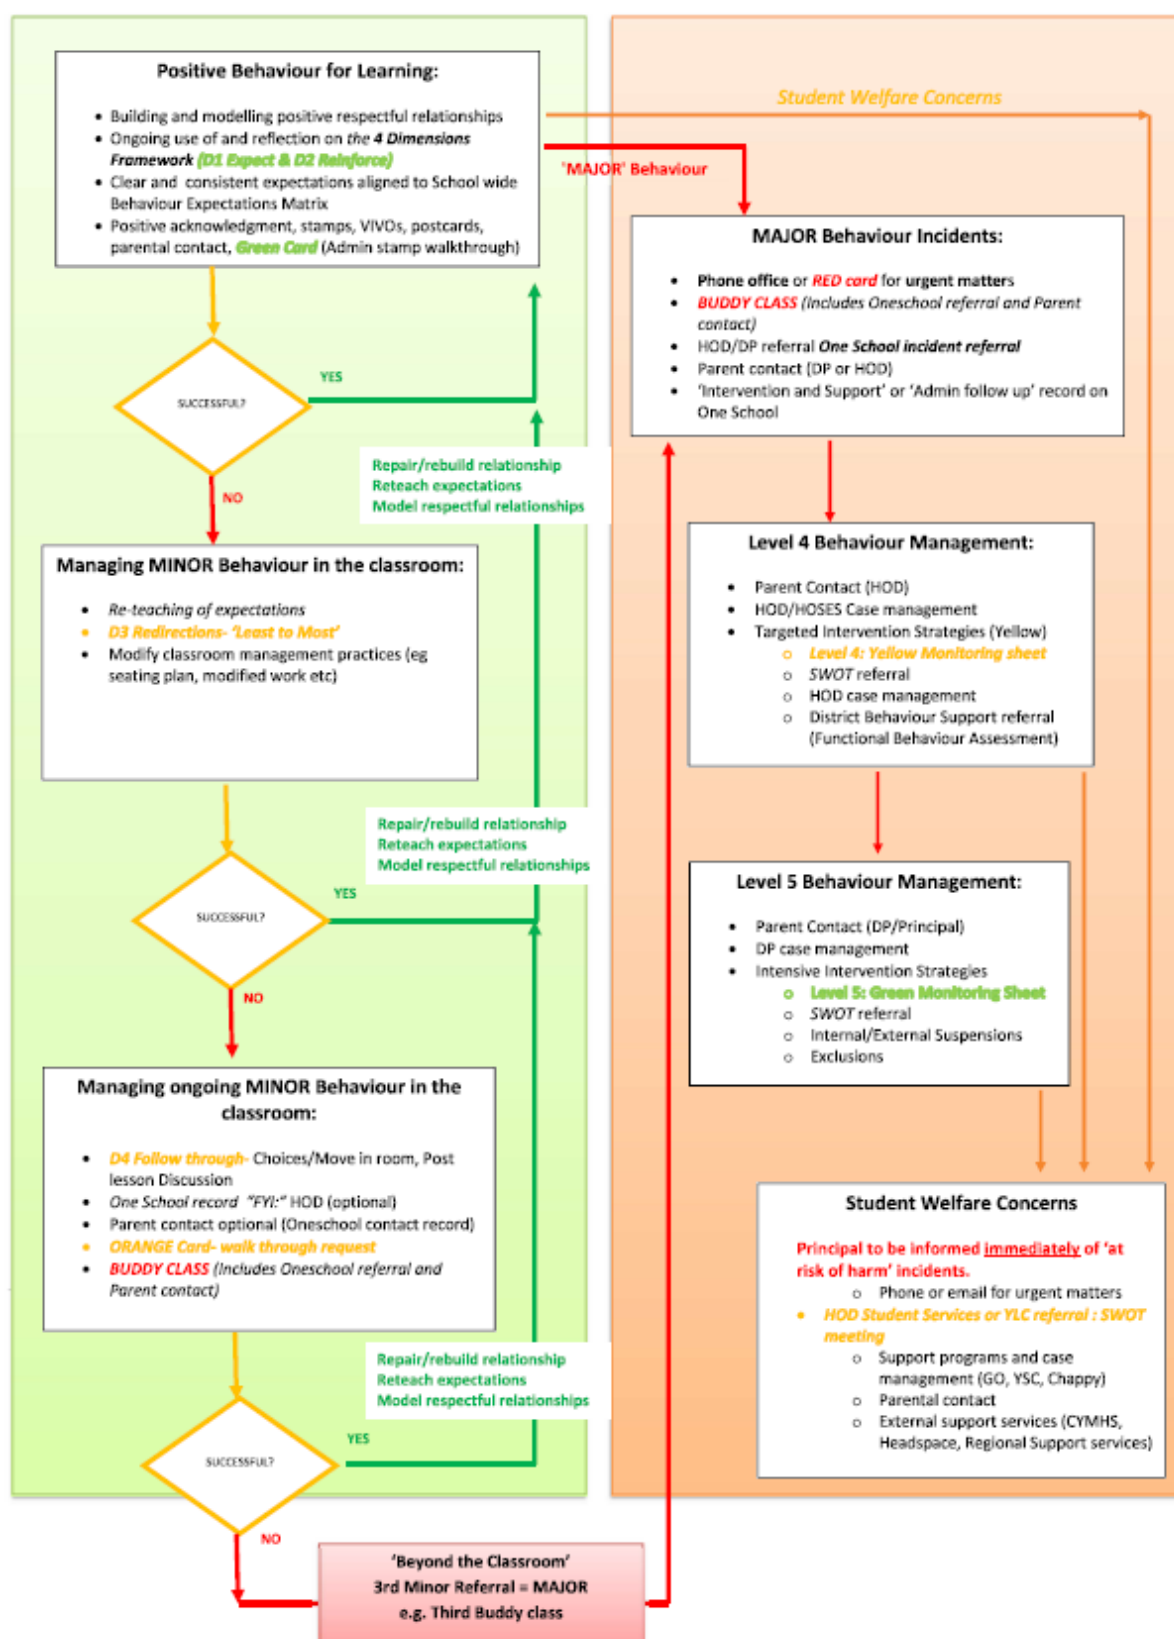 Positive Behaviour for Learning:
• Building and modelling positive respectful relationships
• Ongoing use of and reflection on the 4 Dimensions
Framework (D1 Expect & D2 Reinforce)
• Clear and consistent expectations aligned to School wide
Behaviour Expectations Matrix
• Positive acknowledgment, stamps, VIVOs, postcards,
parental contact, Green Card (Admin stamp walkthrough)
SUCCESSFUL?
YES
NO
Repair/rebuild relationship
Reteach expectations
Model respectful relationships
Managing MINOR Behaviour in the classroom:
• Re-teaching of expectations
• D3 Redirections- 'Least to Most'
• Modify classroom management practices (eg
seating plan, modified work etc)
Repair/rebuild relationship
Reteach expectations
Model respectful relationships
SUCCESSFUL?
YES
NO
Managing ongoing MINOR Behaviour in the
classroom:
• D4 Follow through- Choices/Move in room, Post
lesson Discussion
• One School record "FYI:" HOD (optional)
• Parent contact optional (Oneschool contact record)
• ORANGE Card- walk through request
• BUDDY CLASS (Includes Oneschool referral and
Parent contact)
Repair/rebuild relationship
Reteach expectations
Model respectful relationships
SUCCESSFUL?
YES
NO
'Beyond the Classroom'
3rd Minor Referral = MAJOR
e.g. Third Buddy class
Student Welfare Concerns
'MAJOR' Behaviour
MAJOR Behaviour Incidents:
• Phone office or RED card for urgent matters
• BUDDY CLASS (Includes Oneschool referral and Parent
contact)
• HOD/DP referral One School incident referral
• Parent contact (DP or HOD)
• 'Intervention and Support' or 'Admin follow up' record on
One School
Level 4 Behaviour Management:
• Parent Contact (HOD)
• HOD/HOSES Case management
• Targeted Intervention Strategies (Yellow)
o Level 4: Yellow Monitoring sheet
o SWOT referral
o HOD case management
o District Behaviour Support referral
(Functional Behaviour Assessment)
Level 5 Behaviour Management:
• Parent Contact (DP/Principal)
• DP case management
• Intensive Intervention Strategies
o Level 5: Green Monitoring Sheet
o SWOT referral
o Internal/External Suspensions
o Exclusions
Student Welfare Concerns
Principal to be informed immediately of 'at
risk of harm' incidents.
o Phone or email for urgent matters
• HOD Student Services or YLC referral : SWOT
meeting
o Support programs and case
management (GO, YSC, Chappy)
o Parental contact
o External support services (CYMHS,
Headspace, Regional Support services)